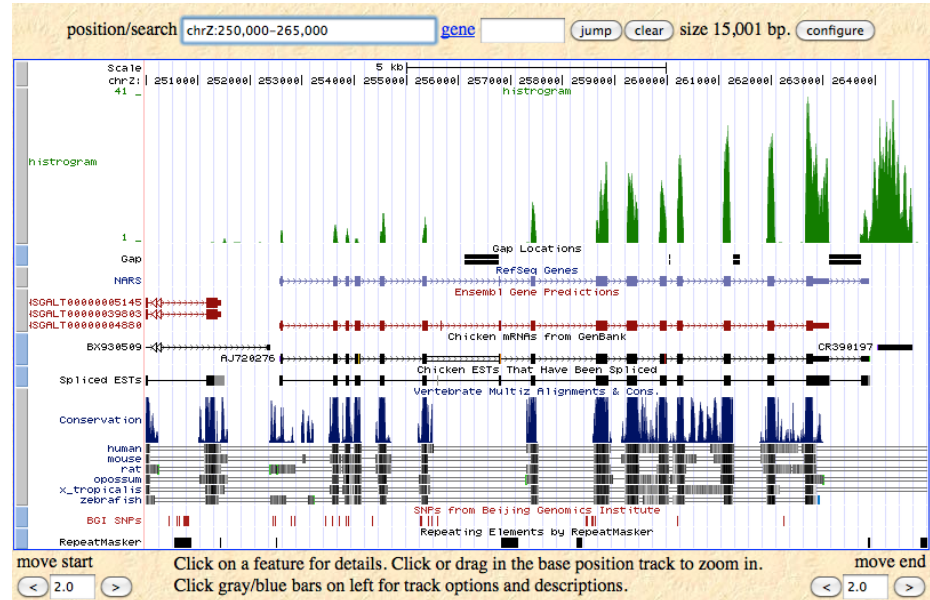 position/search chrZ:250,000-265,000 gene jump clear size 15,001 bp. configure
Scale 5 kb
chrZ: 251000 252000 253000 254000 255000 256000 257000 258000 259000 260000 261000 262000 263000 264000
41 _ histrogram
histrogram
1 _
Gap Locations
Gap
RefSeq Genes
NARS
Ensembl Gene Predictions
ISGALT00000005145
ISGALT00000039803
ISGALT00000004880
Chicken mRNAs from GenBank
BX930509 CR390197
AJ720276
Chicken ESTs That Have Been Spliced
Spliced ESTs
Vertebrate Multiz Alignments & Cons.
Conservation
human
mouse
rat
opossum
x_tropicalis
zebrafish
SNPs from Beijing Genomics Institute
BGI SNPs
Repeating Elements by RepeatMasker
RepeatMasker
move start Click on a feature for details. Click or drag in the base position track to zoom in. move end
< 2.0 > Click gray/blue bars on left for track options and descriptions. < 2.0 >